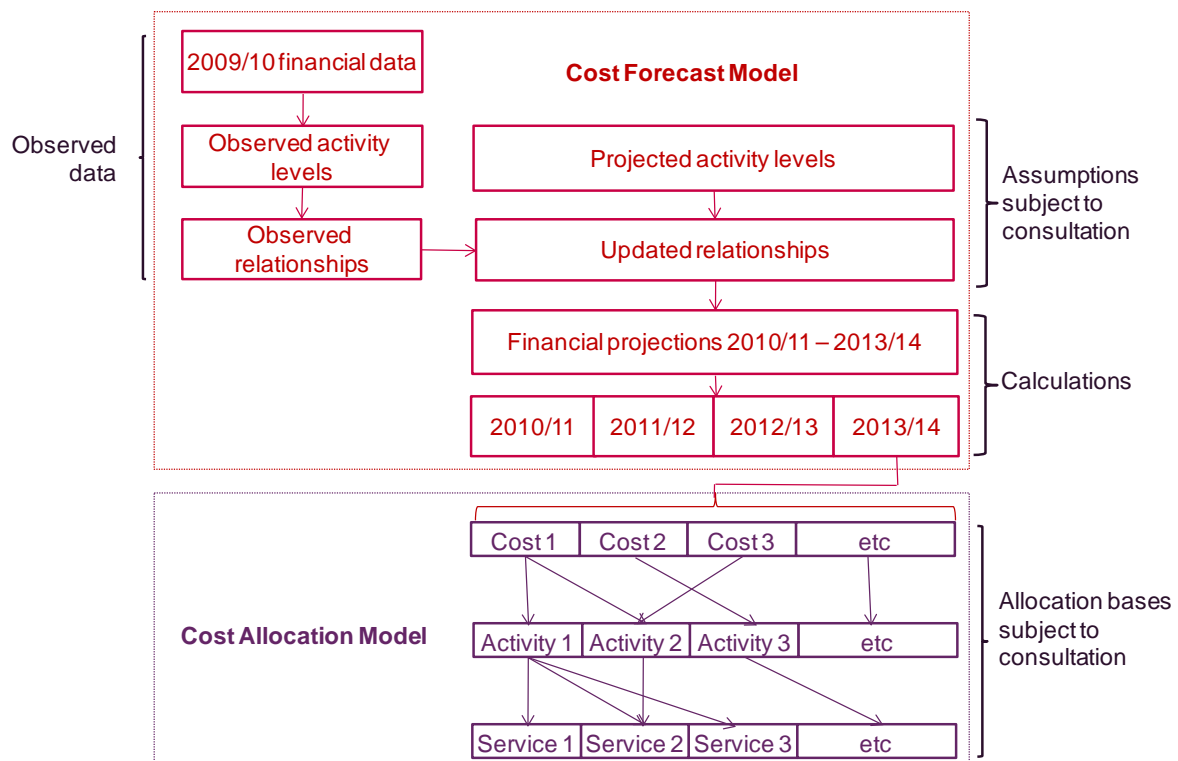 2009/10 financial data
Cost Forecast Model
Observed
data
Observed activity
levels
Projected activity levels
Assumptions
subject to
consultation
Observed
relationships
Updated relationships
Financial projections 2010/11 – 2013/14
Calculations
2010/11 2011/12 2012/13 2013/14
Cost 1 Cost 2 Cost 3 etc
Cost Allocation Model
Activity 1 Activity 2 Activity 3 etc
Allocation bases
subject to
consultation
Service 1 Service 2 Service 3 etc